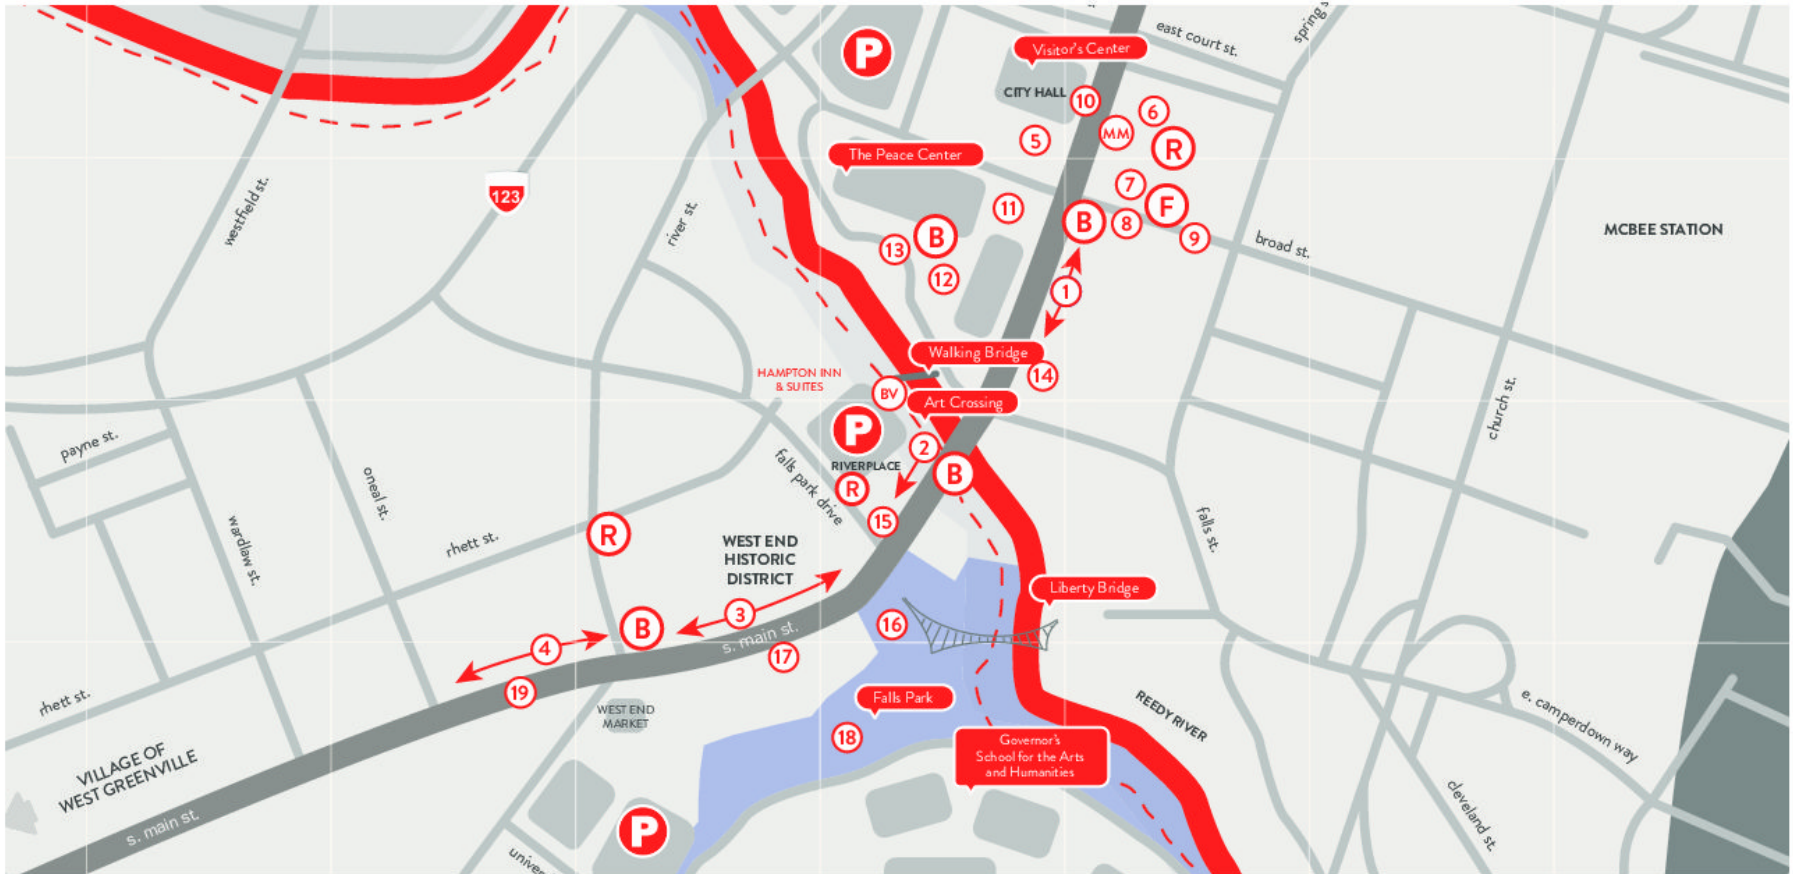 east court st.
spring s
Visitor's Center
P
CITY HALL
10
6
MM
5
R
The Peace Center
7
123
westfield st.
river st.
F
11
B
8
9
B
13
12
broad st.
MCBEE STATION
1
Walking Bridge
14
HAMPTON INN
& SUITES
BV
Art Crossing
church st.
P
2
payne st.
RIVERPLACE
B
oneal st.
falls park drive
R
15
wardlaw st.
rhett st.
R
falls st.
WEST END
HISTORIC
DISTRICT
Liberty Bridge
3
B
16
s. main st.
4
17
19
rhett st.
Falls Park
WEST END
MARKET
REEDY RIVER
18
Governor's
School for the Arts
and Humanities
e. camperdown way
VILLAGE OF
WEST GREENVILLE
s. main st.
P
cleveland st.
unive